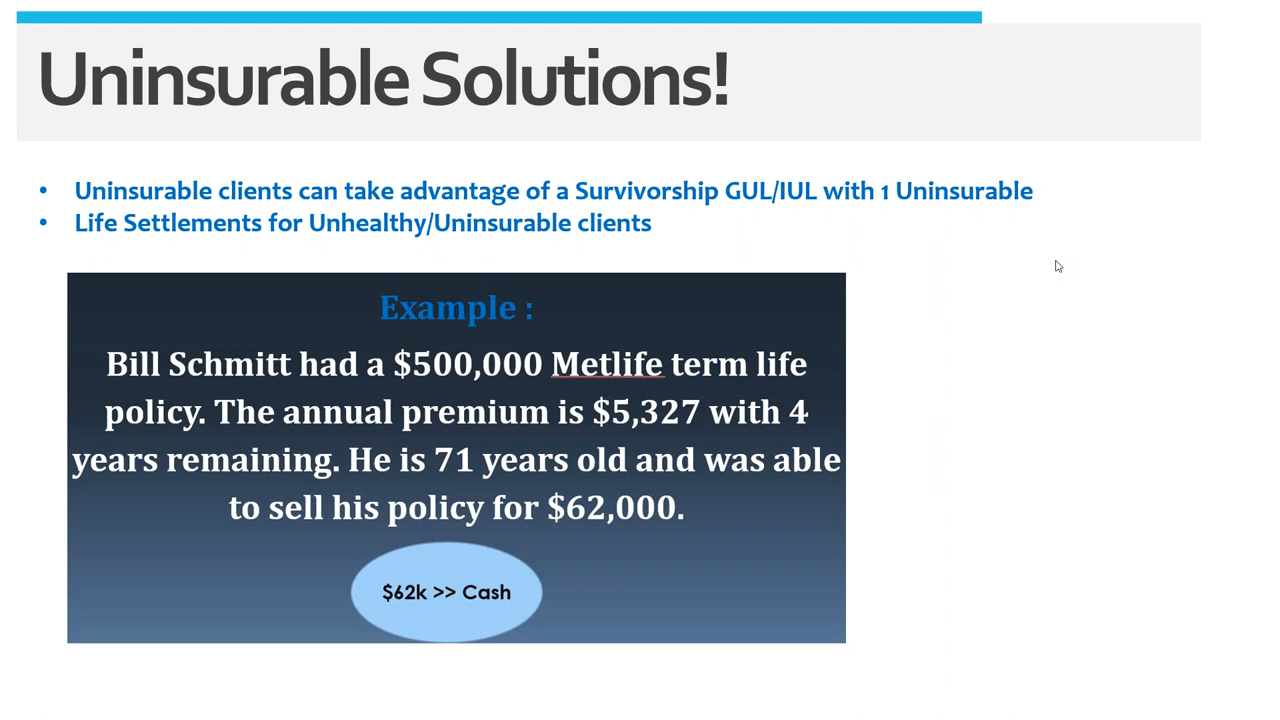 Uninsurable Solutions!
• Uninsurable clients can take advantage of a Survivorship GUL/IUL with 1 Uninsurable
• Life Settlements for Unhealthy/Uninsurable clients
Example :
Bill Schmitt had a $500,000 Metlife term life
policy. The annual premium is $5,327 with 4
years remaining. He is 71 years old and was able
to sell his policy for $62,000.
$62k >> Cash